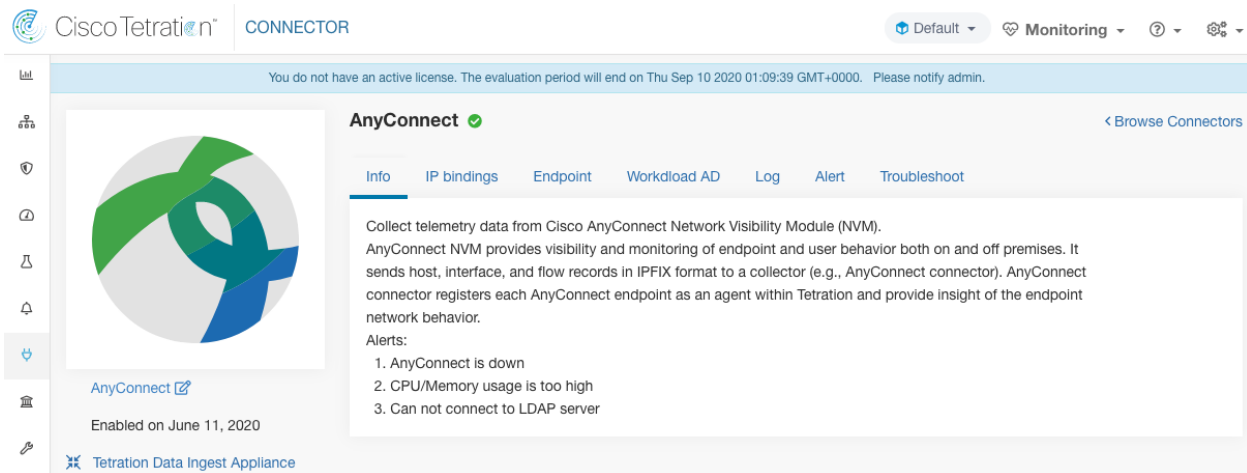 Cisco Tetration™ CONNECTOR Default Monitoring
You do not have an active license. The evaluation period will end on Thu Sep 10 2020 01:09:39 GMT+0000. Please notify admin.
AnyConnect
Browse Connectors
Info IP bindings Endpoint Workdload AD Log Alert Troubleshoot
Collect telemetry data from Cisco AnyConnect Network Visibility Module (NVM).
AnyConnect NVM provides visibility and monitoring of endpoint and user behavior both on and off premises. It
sends host, interface, and flow records in IPFIX format to a collector (e.g., AnyConnect connector). AnyConnect
connector registers each AnyConnect endpoint as an agent within Tetration and provide insight of the endpoint
network behavior.
Alerts:
1. AnyConnect is down
2. CPU/Memory usage is too high
3. Can not connect to LDAP server
AnyConnect
Enabled on June 11, 2020
Tetration Data Ingest Appliance